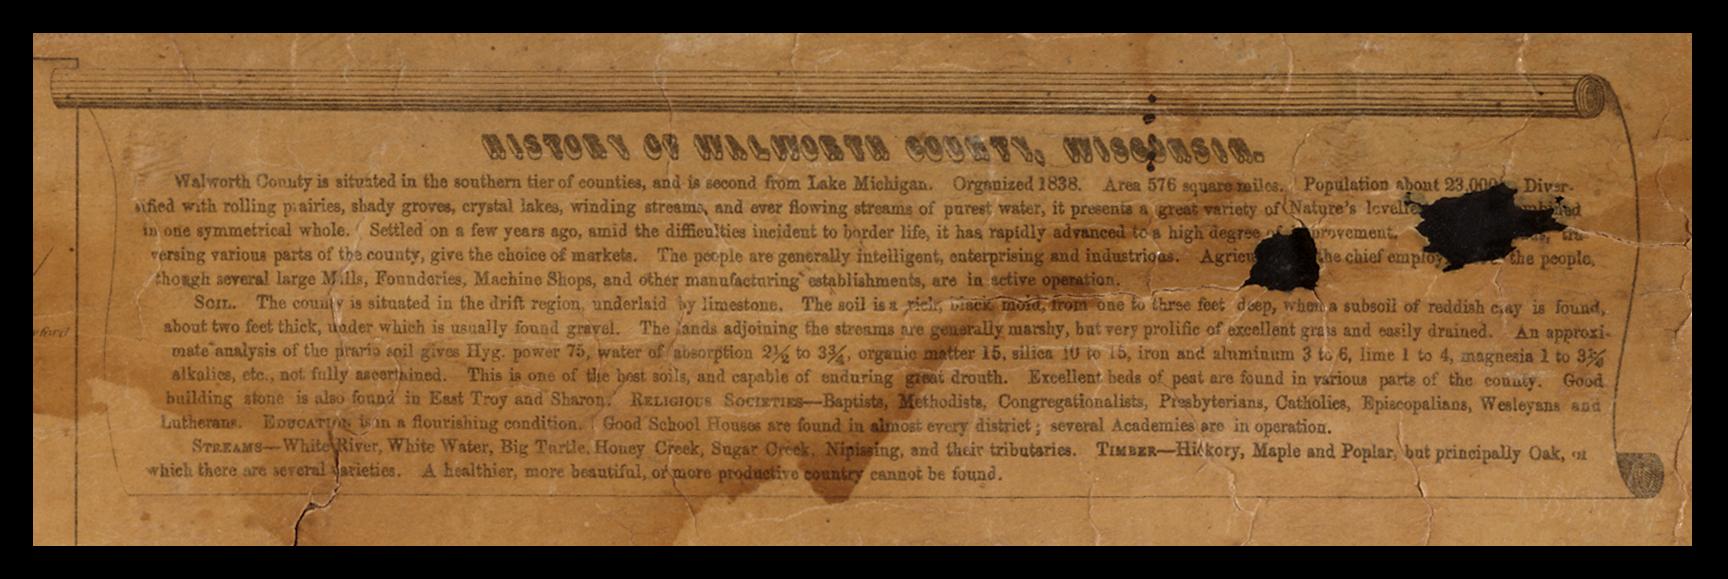 HISTORY OF WALWORTH COUNTY, WISCONSIN.
Walworth County is situated in the southern tier of counties, and is second from Lake Michigan. Organized 1838. Area 576 square miles. Population about 23,000. Diver-
sified with rolling prairies, shady groves, crystal lakes, winding streams, and ever flowing streams of purest water, it presents a great variety of Nature's
in one symmetrical whole. Settled on a few years ago, amid the difficulties incident to border life, it has rapidly advanced to a high degree of improvement. tra-
versing various parts of the county, give the choice of markets. The people are generally intelligent, enterprising and industrious. the chief the people,
though several large Mills, Founderies, Machine Shops, and other manufacturing establishments, are in active operation.
SOIL. The county is situated in the drift region, underlaid by limestone. The soil is a rich, black mold, from one to three feet deep, when a subsoil of reddish clay is found,
about two feet thick, under which is usually found gravel. The lands adjoining the streams are generally marshy, but very prolific of excellent grass and easily drained. An approxi-
mate analysis of the prario soil gives Hyg. power 75, water of absorption 2½ to 3¾, organic matter 15, silica 10 to 15, iron and aluminum 3 to 6, lime 1 to 4, magnesia 1 to
alkalies, etc., not fully ascertained. This is one of the best soils, and capable of enduring great drouth. Excellent beds of peat are found in various parts of the county. Good
building stone is also found in East Troy and Sharon. RELIGIOUS SOCIETIES—Baptists, Methodists, Congregationalists, Presbyterians, Catholics, Episcopalians, Wesleyans and
Lutherans. EDUCATION is in a flourishing condition. Good School Houses are found in almost every district; several Academies are in operation.
STREAMS—White River, White Water, Big Turtle, Honey Creek, Sugar Creek, Nipissing, and their tributaries. TIMBER—Hickory, Maple and Poplar, but principally Oak, of
which there are several varieties. A healthier, more beautiful, or more productive country cannot be found.